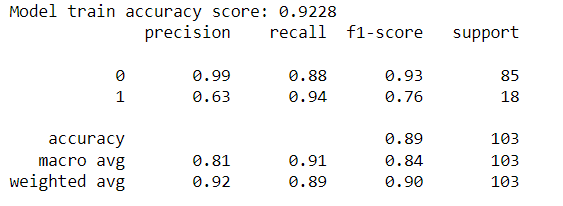 Model train accuracy score: 0.9228
precision recall f1-score support
0 0.99 0.88 0.93 85
1 0.63 0.94 0.76 18
accuracy 0.89 103
macro avg 0.81 0.91 0.84 103
weighted avg 0.92 0.89 0.90 103